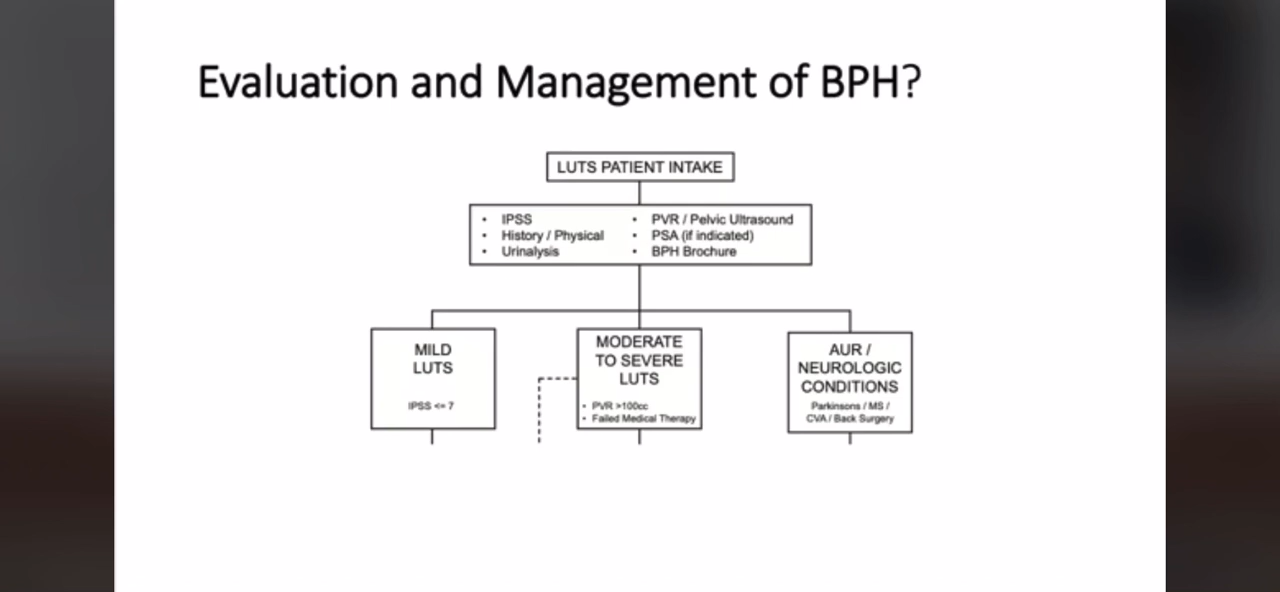 Evaluation and Management of BPH?
LUTS PATIENT INTAKE
• IPSS
• History / Physical
• Urinalysis
• PVR / Pelvic Ultrasound
• PSA (if indicated)
• BPH Brochure
MILD
LUTS
IPSS <= 7
MODERATE
TO SEVERE
LUTS
• PVR >100cc
• Failed Medical Therapy
AUR /
NEUROLOGIC
CONDITIONS
Parkinsons / MS /
CVA / Back Surgery